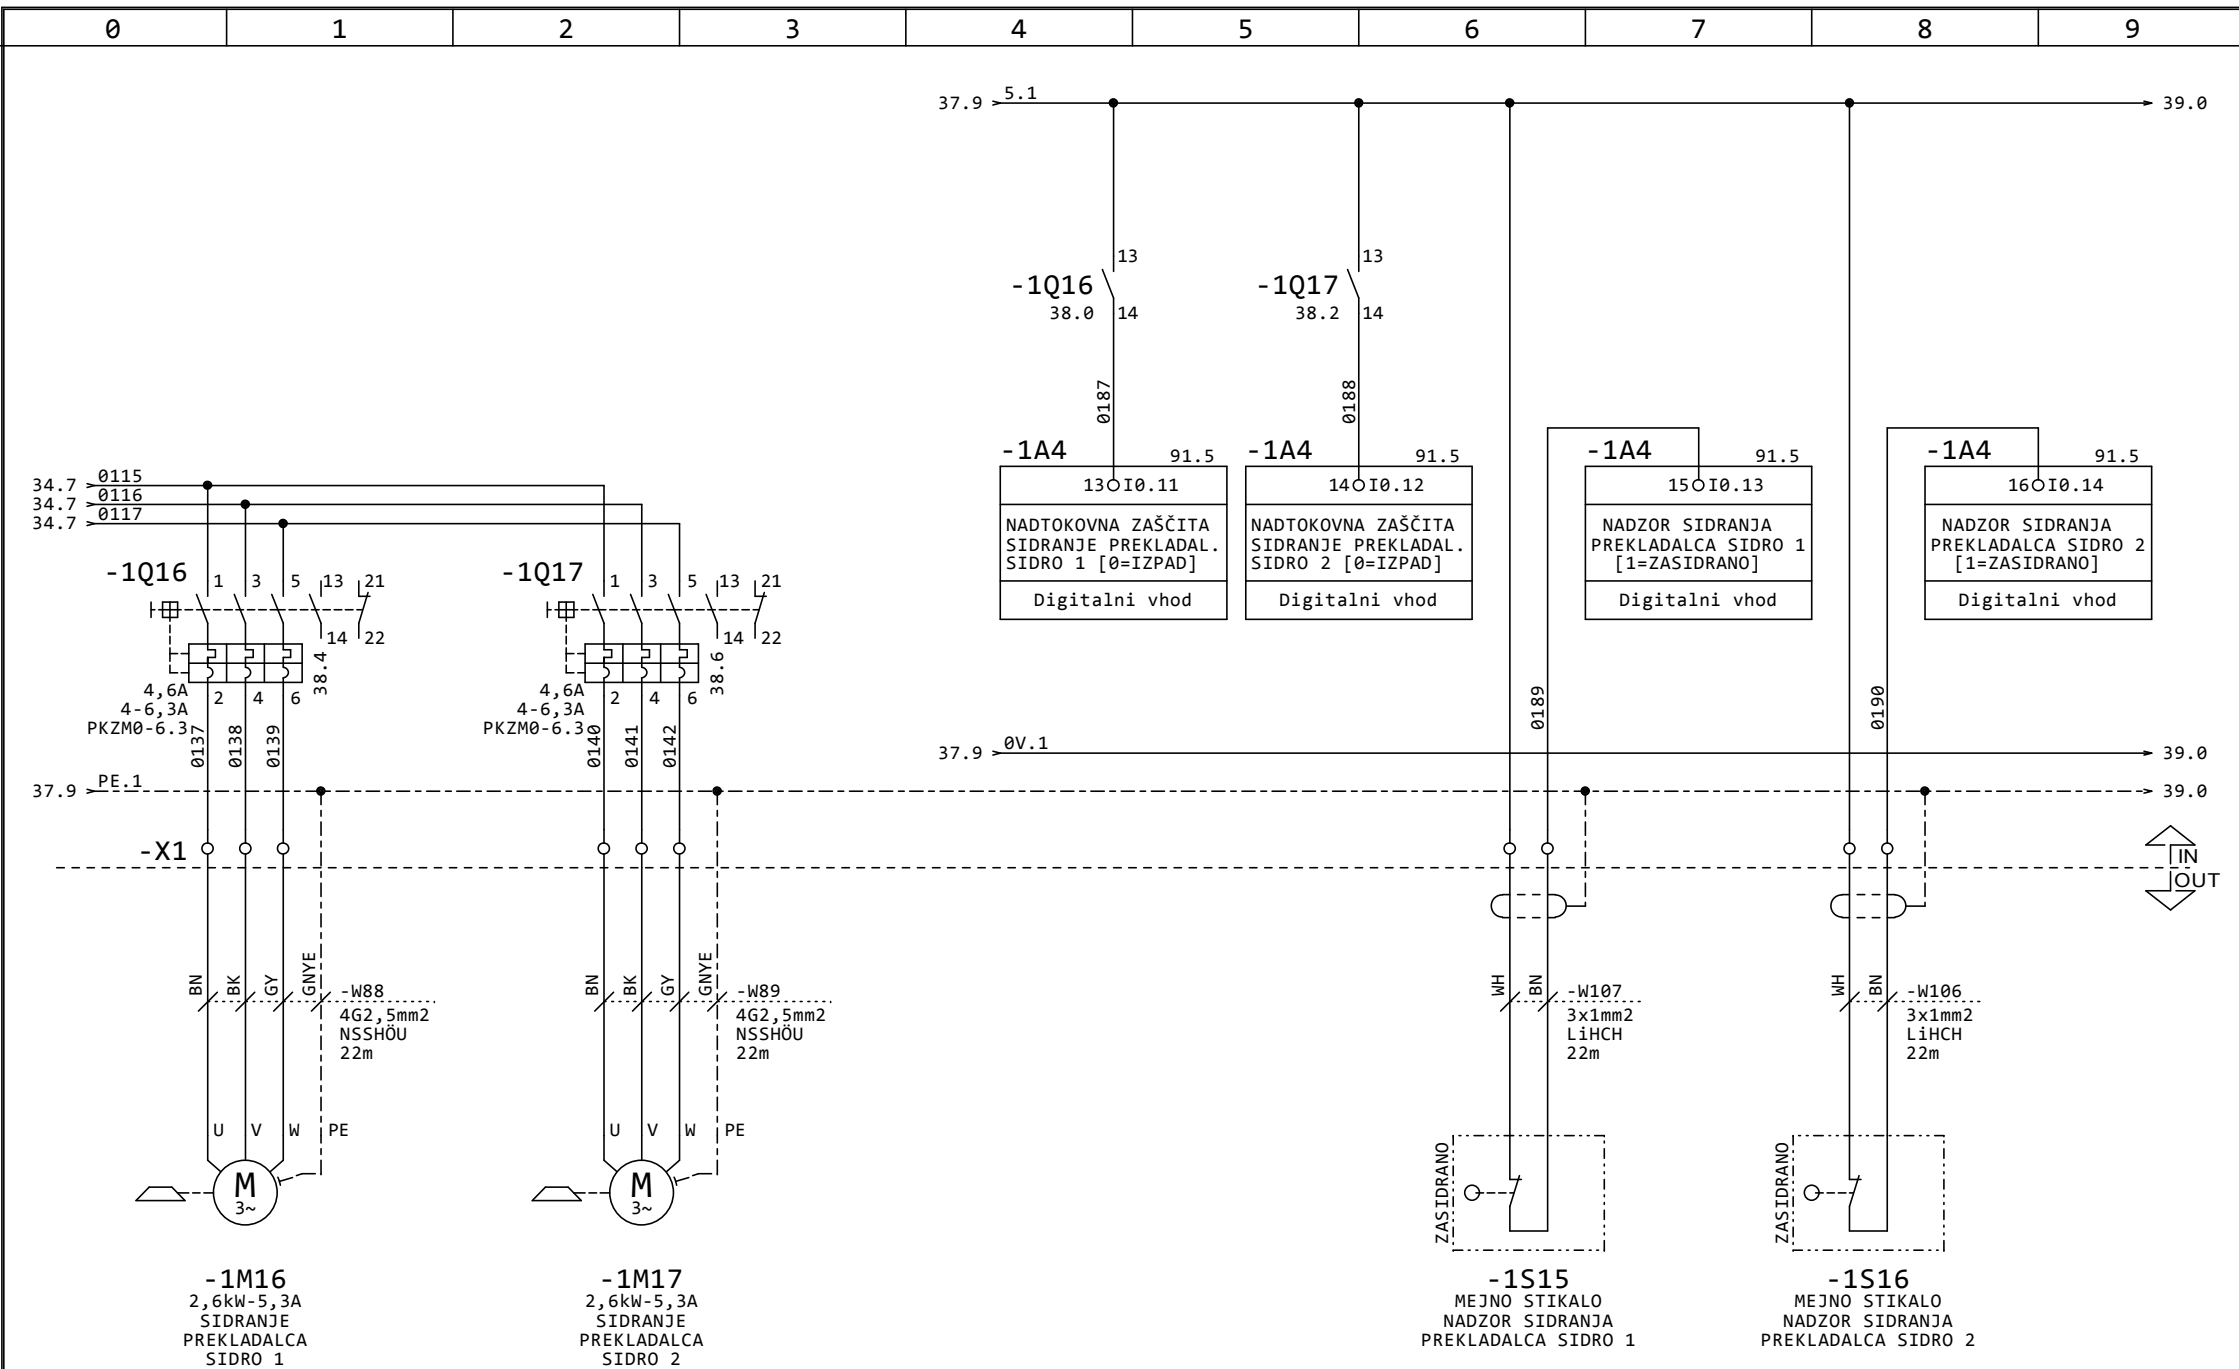 0 1 2 3 4 5 6 7 8 9
37.9 5.1 39.0
13
-1Q16
38.0 14
13
-1Q17
38.2 14
0187
0188
-1A4 91.5
13 I0.11
NADTOKOVNA ZAŠČITA
SIDRANJE PREKLADAL.
SIDRO 1 [0=IZPAD]
Digitalni vhod
-1A4 91.5
14 I0.12
NADTOKOVNA ZAŠČITA
SIDRANJE PREKLADAL.
SIDRO 2 [0=IZPAD]
Digitalni vhod
-1A4 91.5
15 I0.13
NADZOR SIDRANJA
PREKLADALCA SIDRO 1
[1=ZASIDRANO]
Digitalni vhod
-1A4 91.5
16 I0.14
NADZOR SIDRANJA
PREKLADALCA SIDRO 2
[1=ZASIDRANO]
Digitalni vhod
34.7 0115
34.7 0116
34.7 0117
-1Q16 1 3 5 13 21
14 22
38.4
4,6A 2 4 6
4-6,3A
PKZM0-6.3
0137 0138 0139
-1Q17 1 3 5 13 21
14 22
38.6
4,6A 2 4 6
4-6,3A
PKZM0-6.3
0140 0141 0142
0189
0190
37.9 0V.1 39.0
37.9 PE.1 39.0
-X1
IN
OUT
BN BK GY GNYE
-W88
4G2,5mm2
NSSHÖU
22m
BN BK GY GNYE
-W89
4G2,5mm2
NSSHÖU
22m
WH BN
-W107
3x1mm2
LiHCH
22m
WH BN
-W106
3x1mm2
LiHCH
22m
U V W PE
M
3~
U V W PE
M
3~
ZASIDRANO
ZASIDRANO
-1M16
2,6kW-5,3A
SIDRANJE
PREKLADALCA
SIDRO 1
-1M17
2,6kW-5,3A
SIDRANJE
PREKLADALCA
SIDRO 2
-1S15
MEJNO STIKALO
NADZOR SIDRANJA
PREKLADALCA SIDRO 1
-1S16
MEJNO STIKALO
NADZOR SIDRANJA
PREKLADALCA SIDRO 2